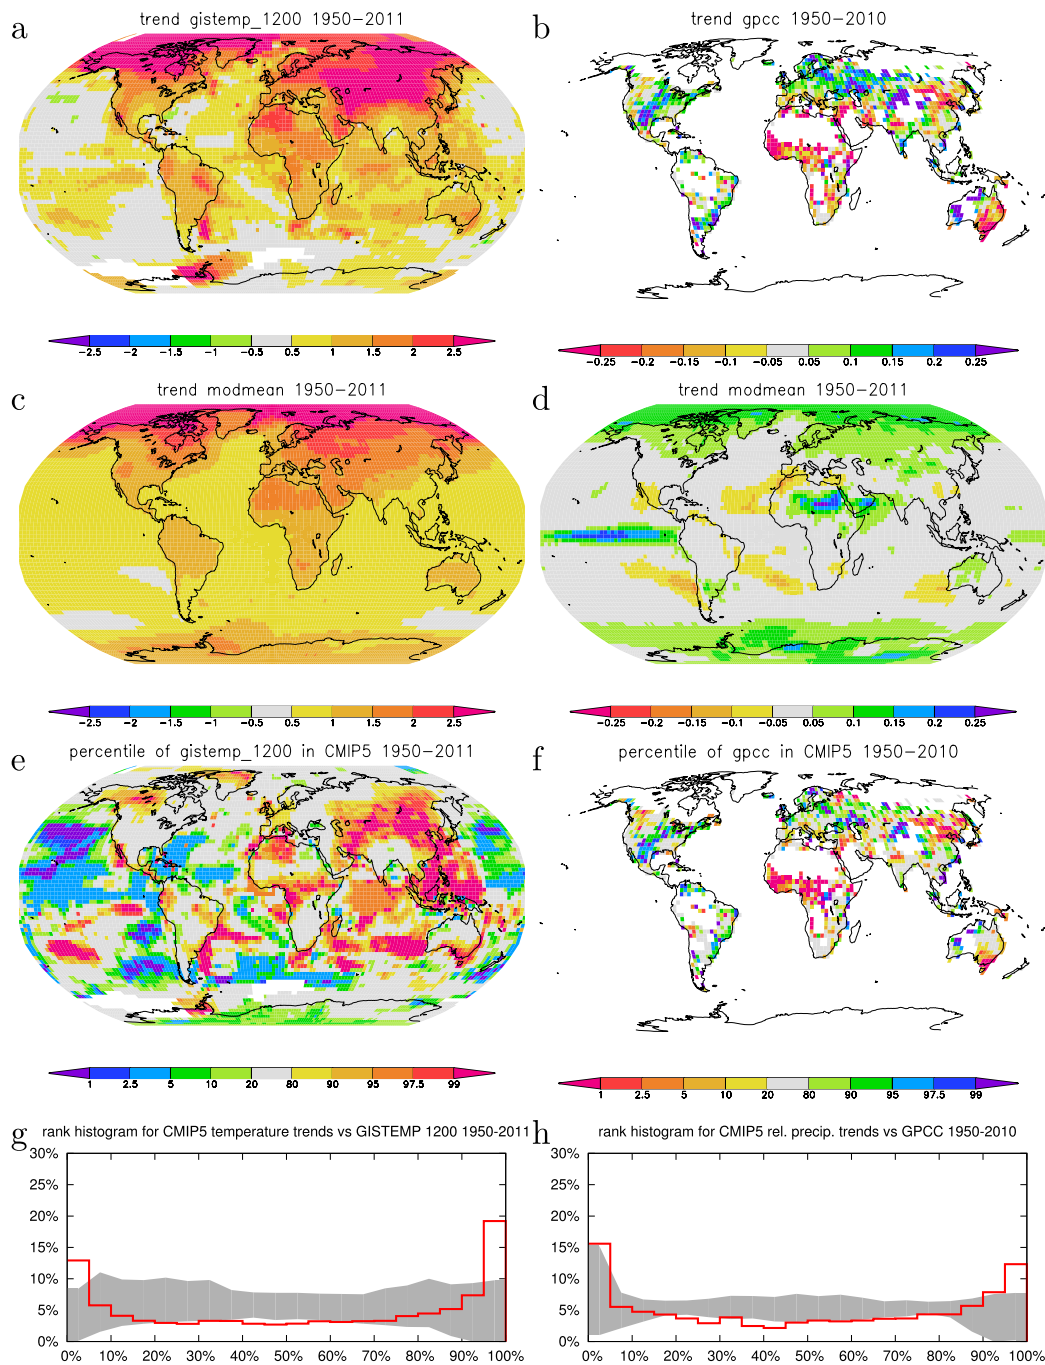 a trend gistemp_1200 1950−2011
b trend gpcc 1950−2010
−2.5 −2 −1.5 −1 −0.5 0.5 1 1.5 2 2.5
−0.25 −0.2 −0.15 −0.1 −0.05 0.05 0.1 0.15 0.2 0.25
c trend modmean 1950−2011
d trend modmean 1950−2011
−2.5 −2 −1.5 −1 −0.5 0.5 1 1.5 2 2.5
−0.25 −0.2 −0.15 −0.1 −0.05 0.05 0.1 0.15 0.2 0.25
e percentile of gistemp_1200 in CMIP5 1950−2011
f percentile of gpcc in CMIP5 1950−2010
1 2.5 5 10 20 80 90 95 97.5 99
1 2.5 5 10 20 80 90 95 97.5 99
g rank histogram for CMIP5 temperature trends vs GISTEMP 1200 1950-2011
30%
25%
20%
15%
10%
5%
0%
0% 10% 20% 30% 40% 50% 60% 70% 80% 90% 100%
h rank histogram for CMIP5 rel. precip. trends vs GPCC 1950-2010
30%
25%
20%
15%
10%
5%
0%
0% 10% 20% 30% 40% 50% 60% 70% 80% 90% 100%